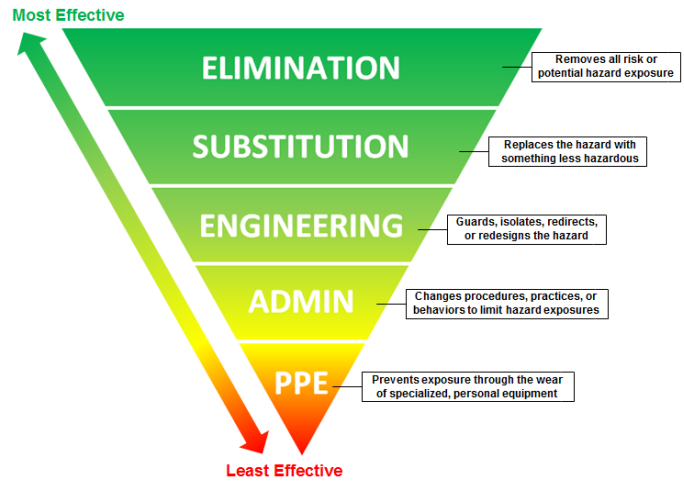 Most Effective
ELIMINATION
Removes all risk or
potential hazard exposure
SUBSTITUTION
Replaces the hazard with
something less hazardous
ENGINEERING
Guards, isolates, redirects,
or redesigns the hazard
ADMIN
Changes procedures, practices, or
behaviors to limit hazard exposures
PPE
Prevents exposure through the wear
of specialized, personal equipment
Least Effective